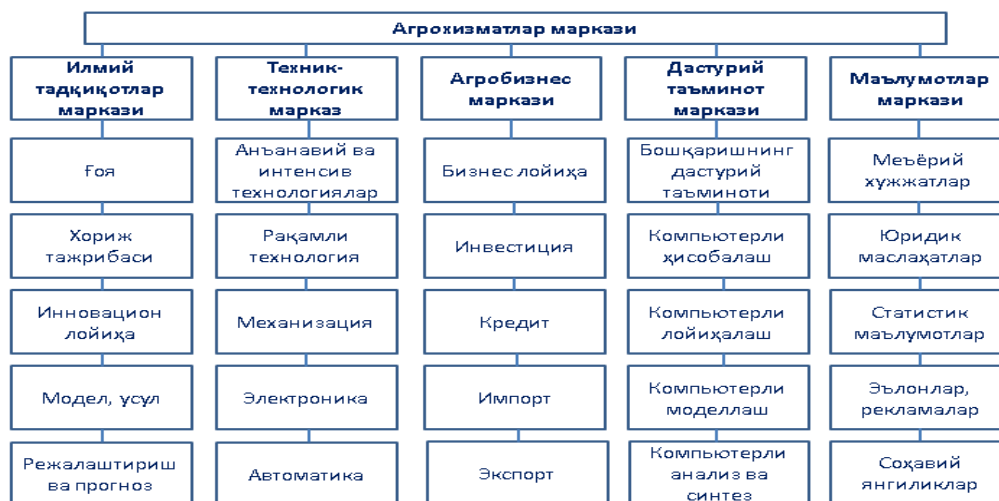 Агрохизматлар маркази
Илмий
тадқиқотлар
маркази
Ғоя
Хориж
тажрибаси
Инновацион
лойиҳа
Модел, усул
Режалаштириш
ва прогноз
Техник-
технологик
марказ
Анъанавий ва
интенсив
технологиялар
Рақамли
технология
Механизация
Электроника
Автоматика
Агробизнес
маркази
Бизнес лойиҳа
Инвестиция
Кредит
Импорт
Экспорт
Дастурий
таъминот
маркази
Бошқаришнинг
дастурий
таъминоти
Компьютерли
ҳисобалаш
Компьютерли
лойиҳалаш
Компьютерли
моделлаш
Компьютерли
анализ ва
синтез
Маълумотлар
маркази
Меъёрий
хужжатлар
Юридик
маслаҳатлар
Статистик
маълумотлар
Эълонлар,
рекламалар
Соҳавий
янгиликлар